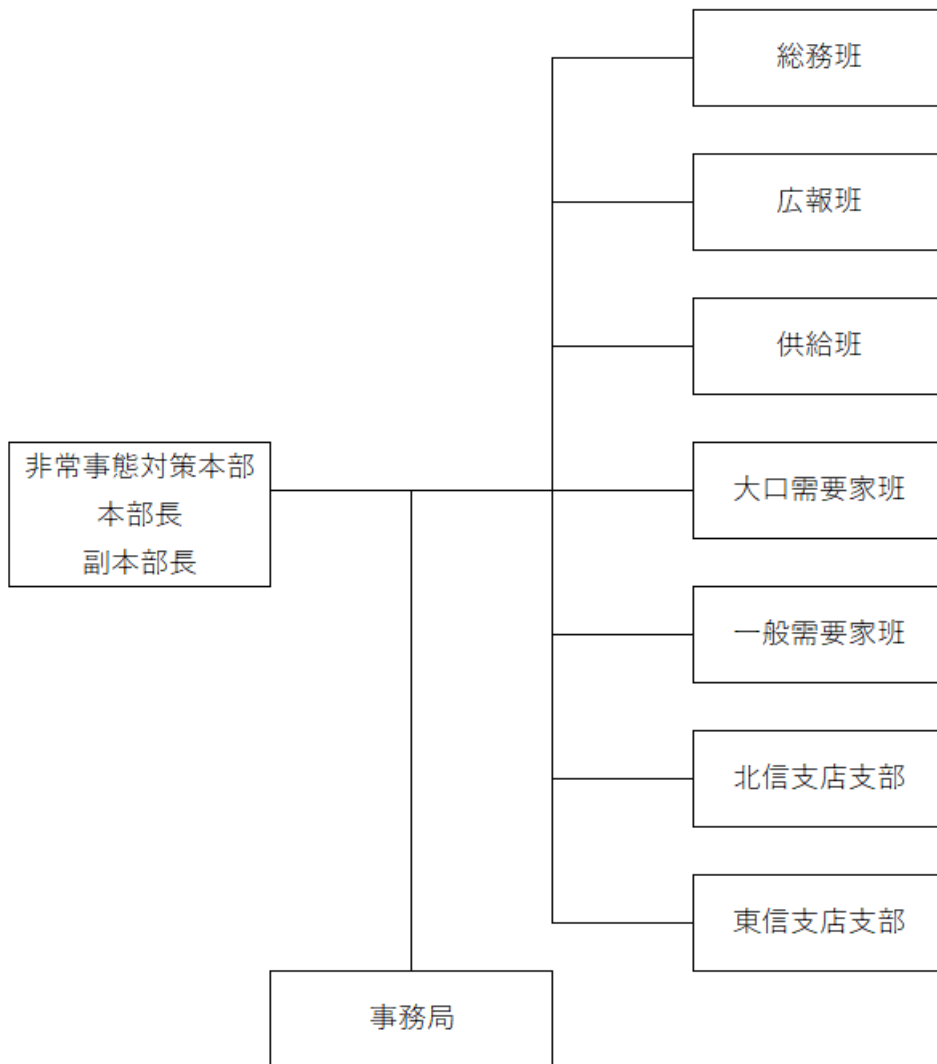 総務班
広報班
供給班
非常事態対策本部
本部長
副本部長
大口需要家班
一般需要家班
北信支店支部
東信支店支部
事務局